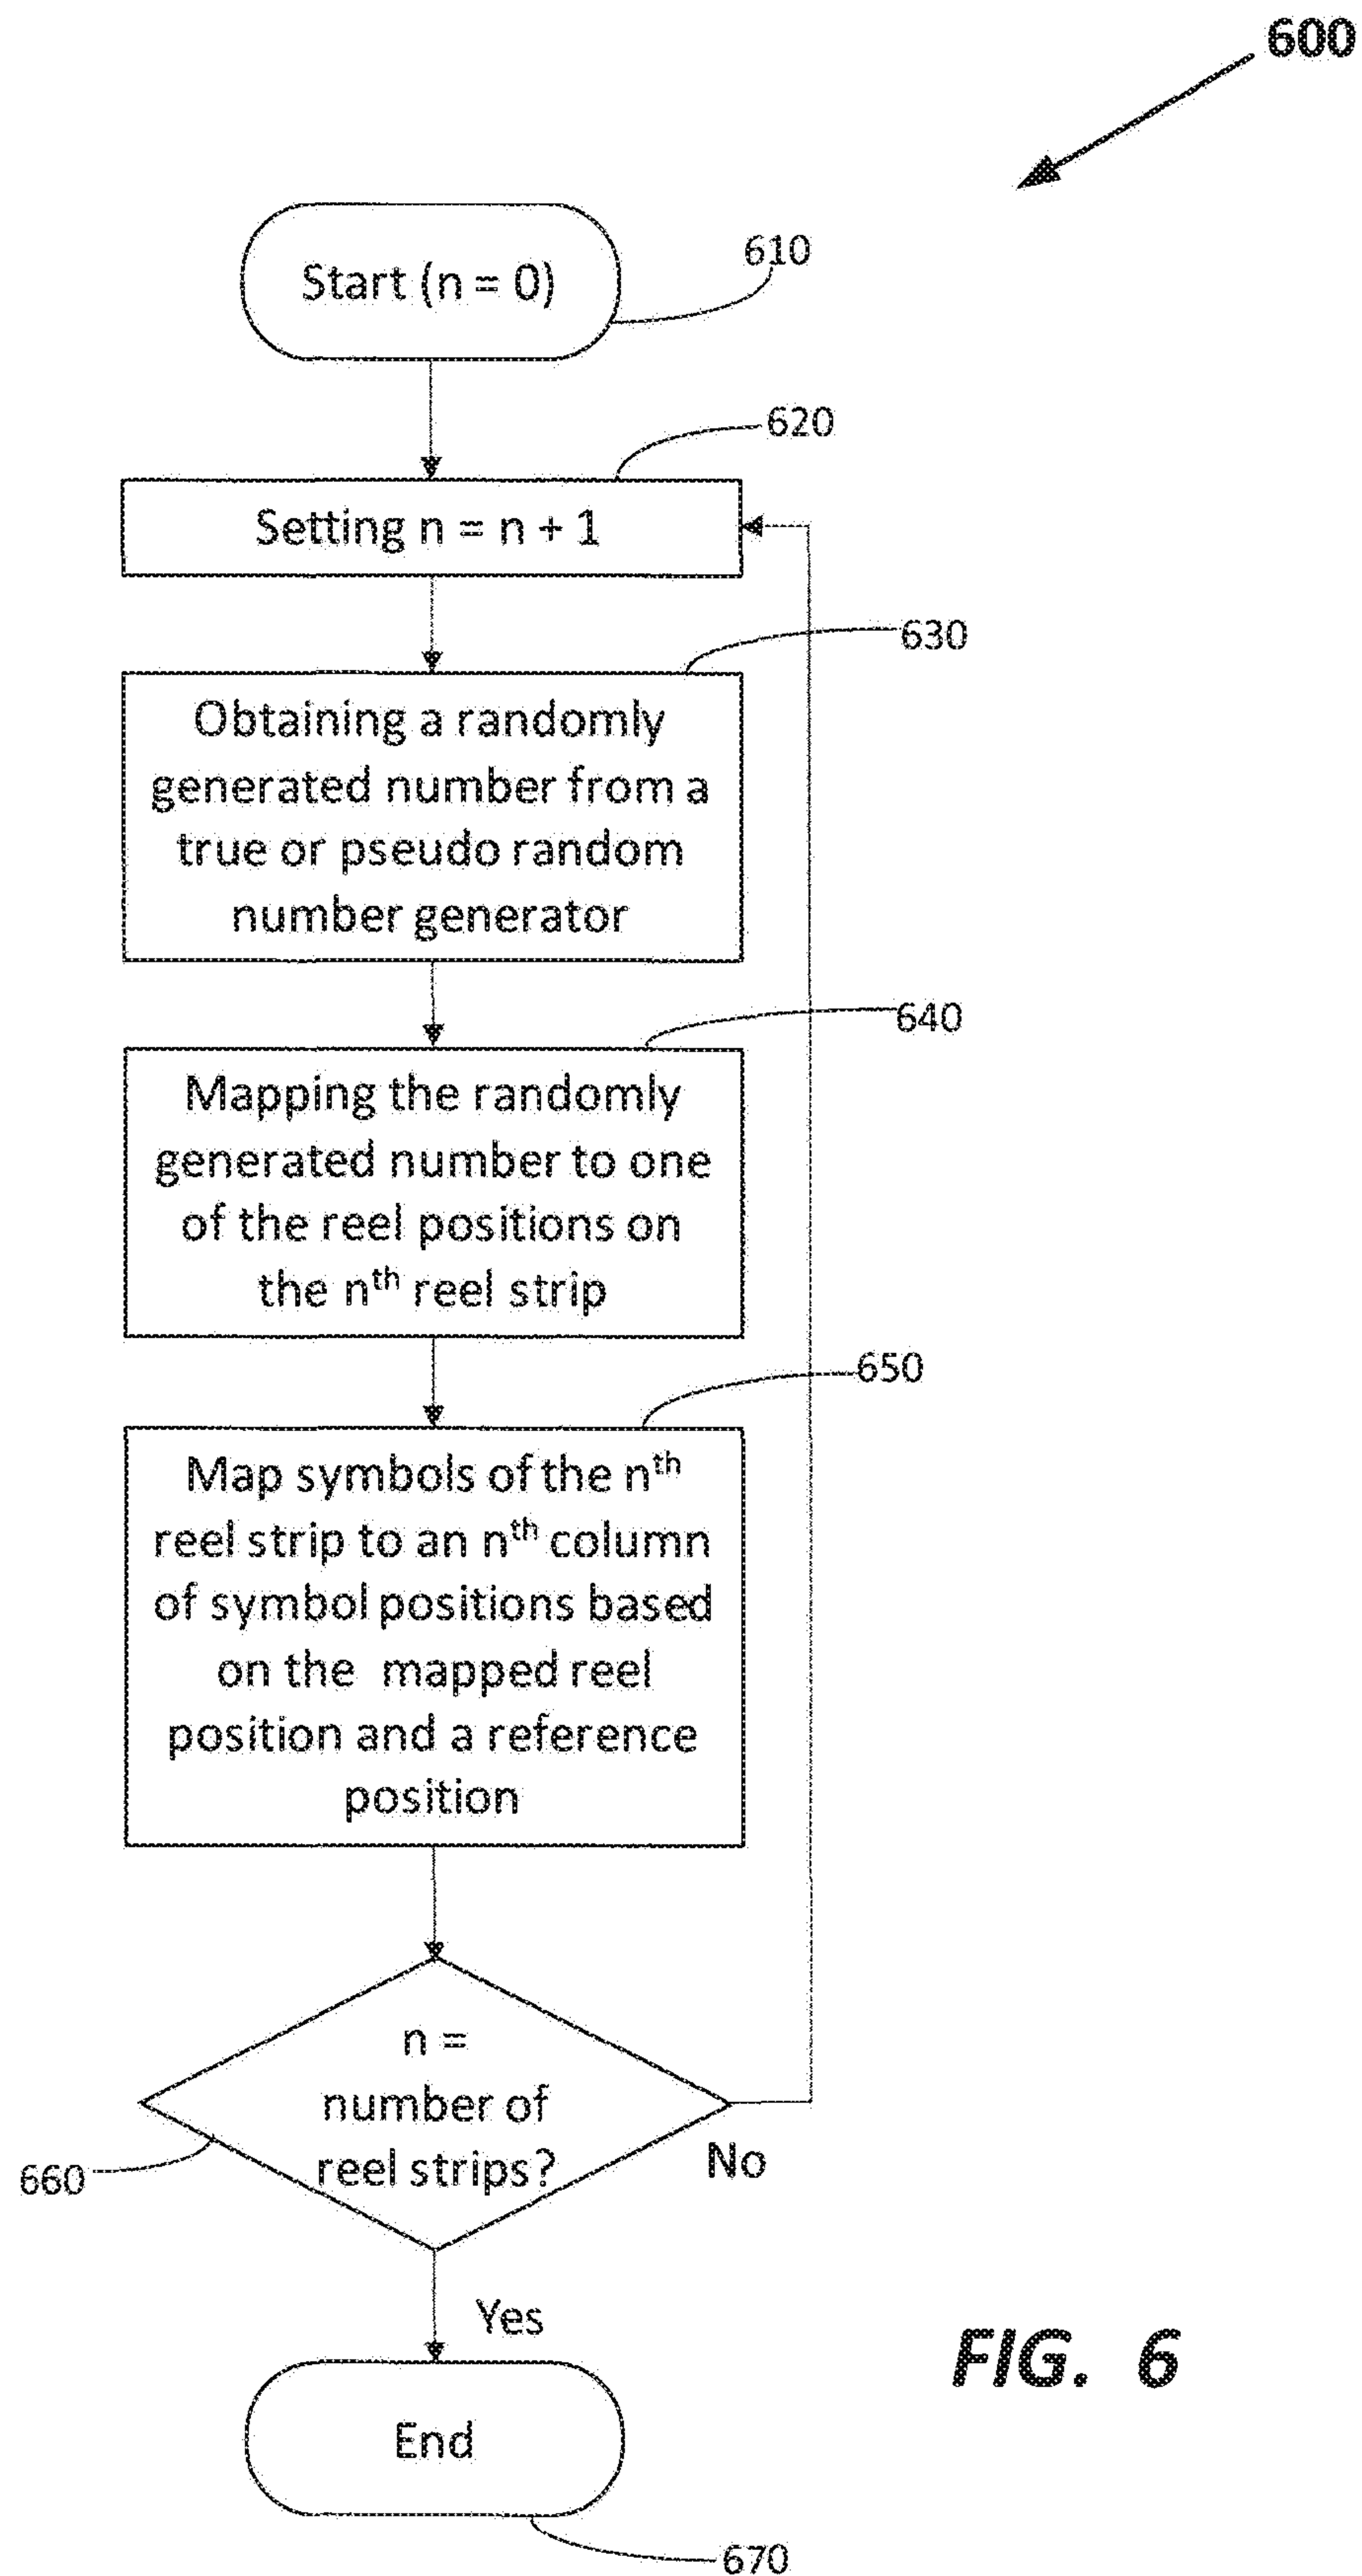 600
Start (n = 0)
610
620
Setting n = n + 1
630
Obtaining a randomly
generated number from a
true or pseudo random
number generator
640
Mapping the randomly
generated number to one
of the reel positions on
the nth reel strip
650
Map symbols of the nth
reel strip to an nth column
of symbol positions based
on the mapped reel
position and a reference
position
n =
number of
reel strips?
660
No
Yes
FIG. 6
End
670